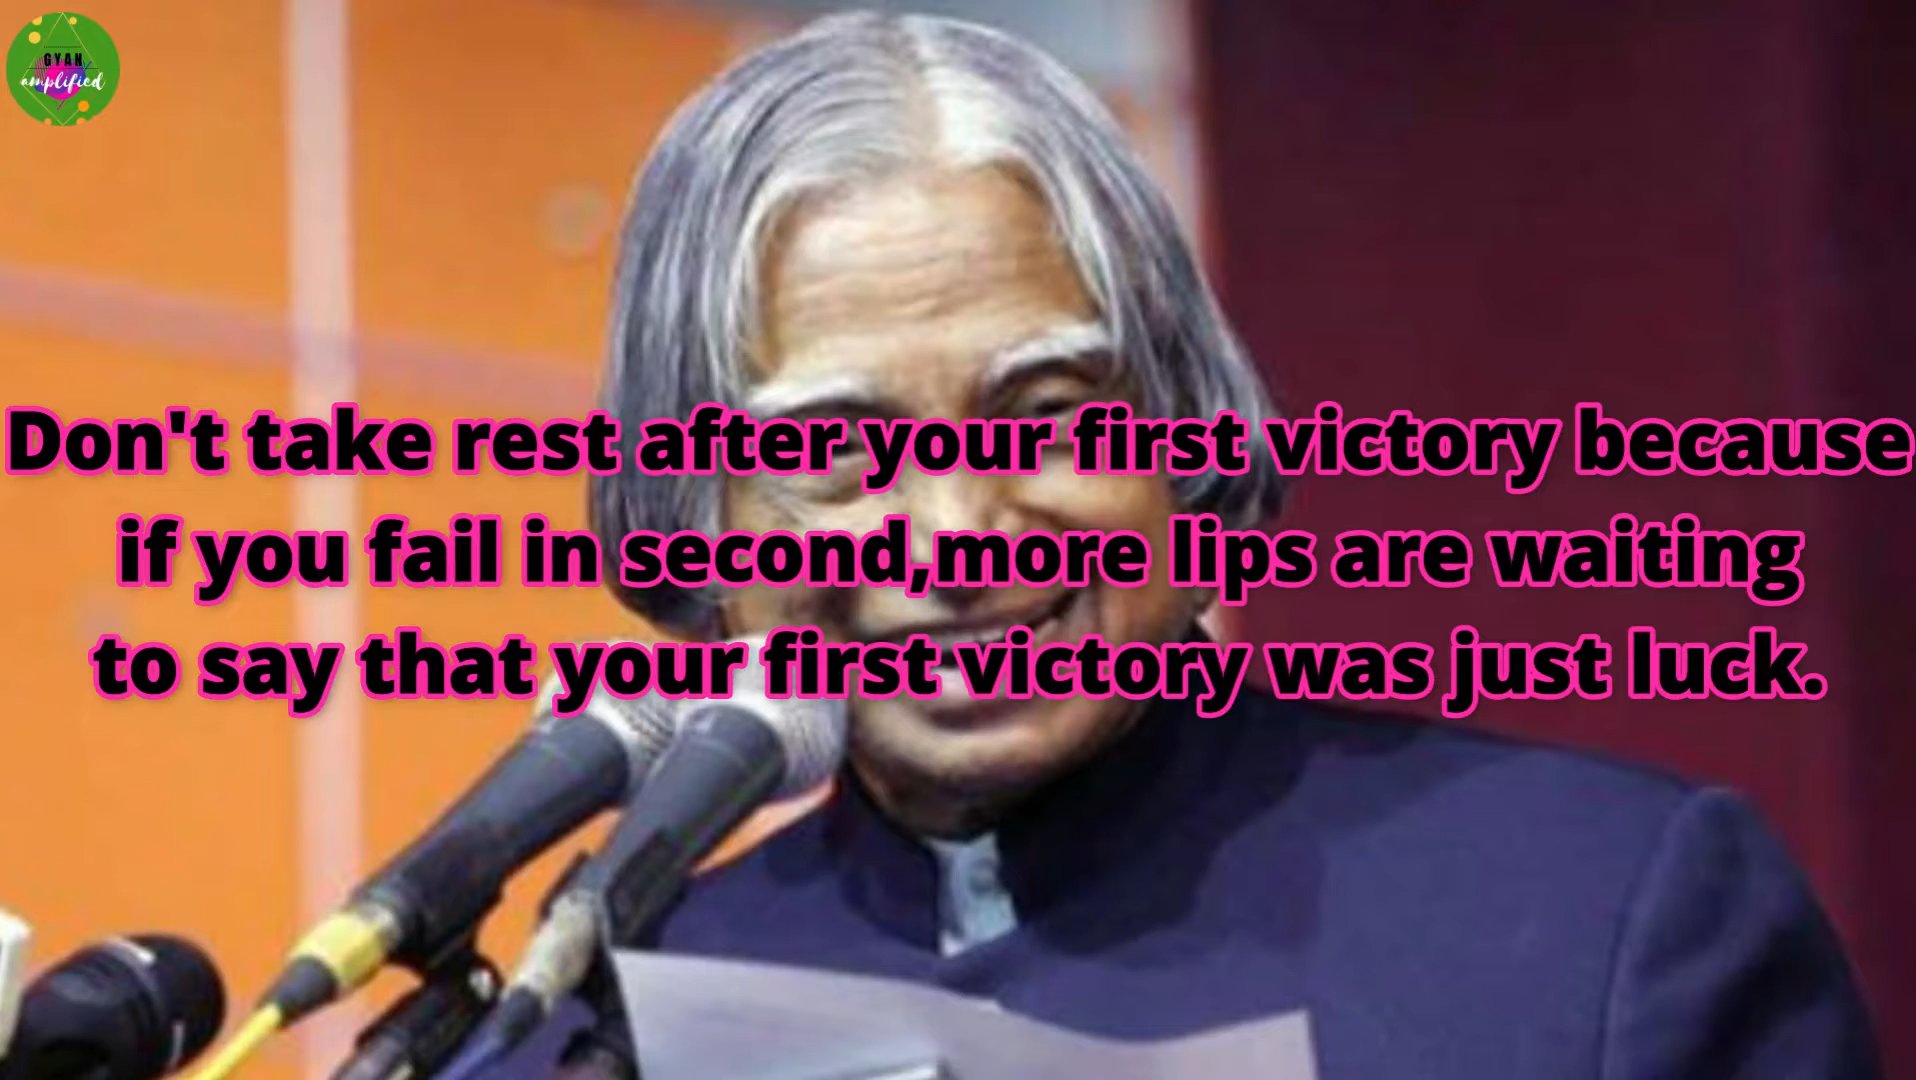 GYAN
amplified
Don't take rest after your first victory because
if you fail in second,more lips are waiting
to say that your first victory was just luck.